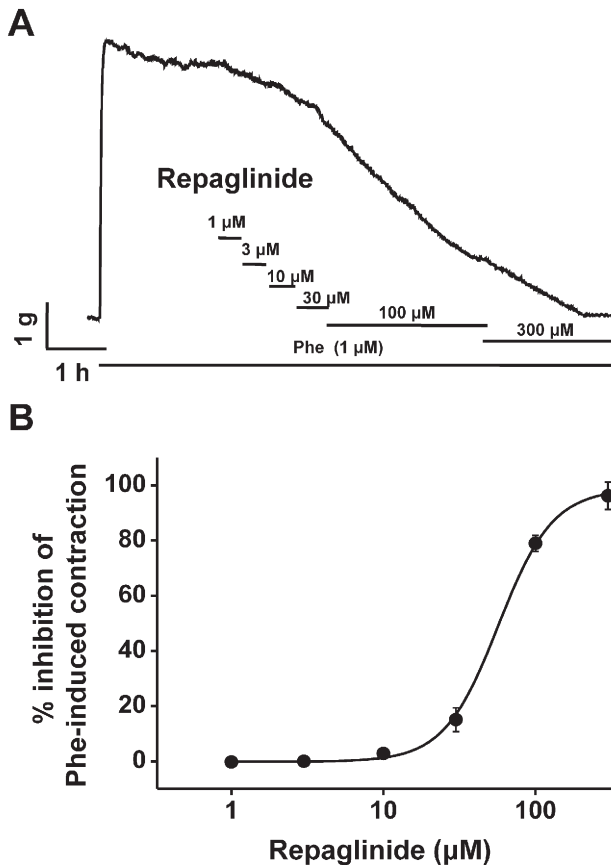 A
Repaglinide
1 μM
3 μM
10 μM
30 μM
100 μM
300 μM
Phe (1 μM)
1 g
1 h
B
% inhibition of
Phe-induced contraction
100
80
60
40
20
0
1
10
100
Repaglinide (μM)